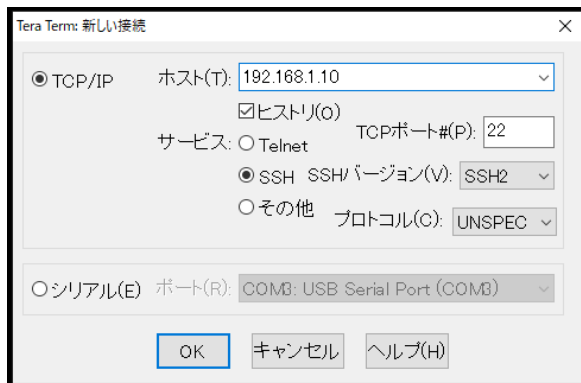 Tera Term: 新しい接続
TCP/IP ホスト(T): 192.168.1.10
ヒストリ(O)
サービス: Telnet TCPポート#(P): 22
SSH SSHバージョン(V): SSH2
その他 プロトコル(C): UNSPEC
シリアル(E) ポート(R): COM3: USB Serial Port (COM3)
OK キャンセル ヘルプ(H)